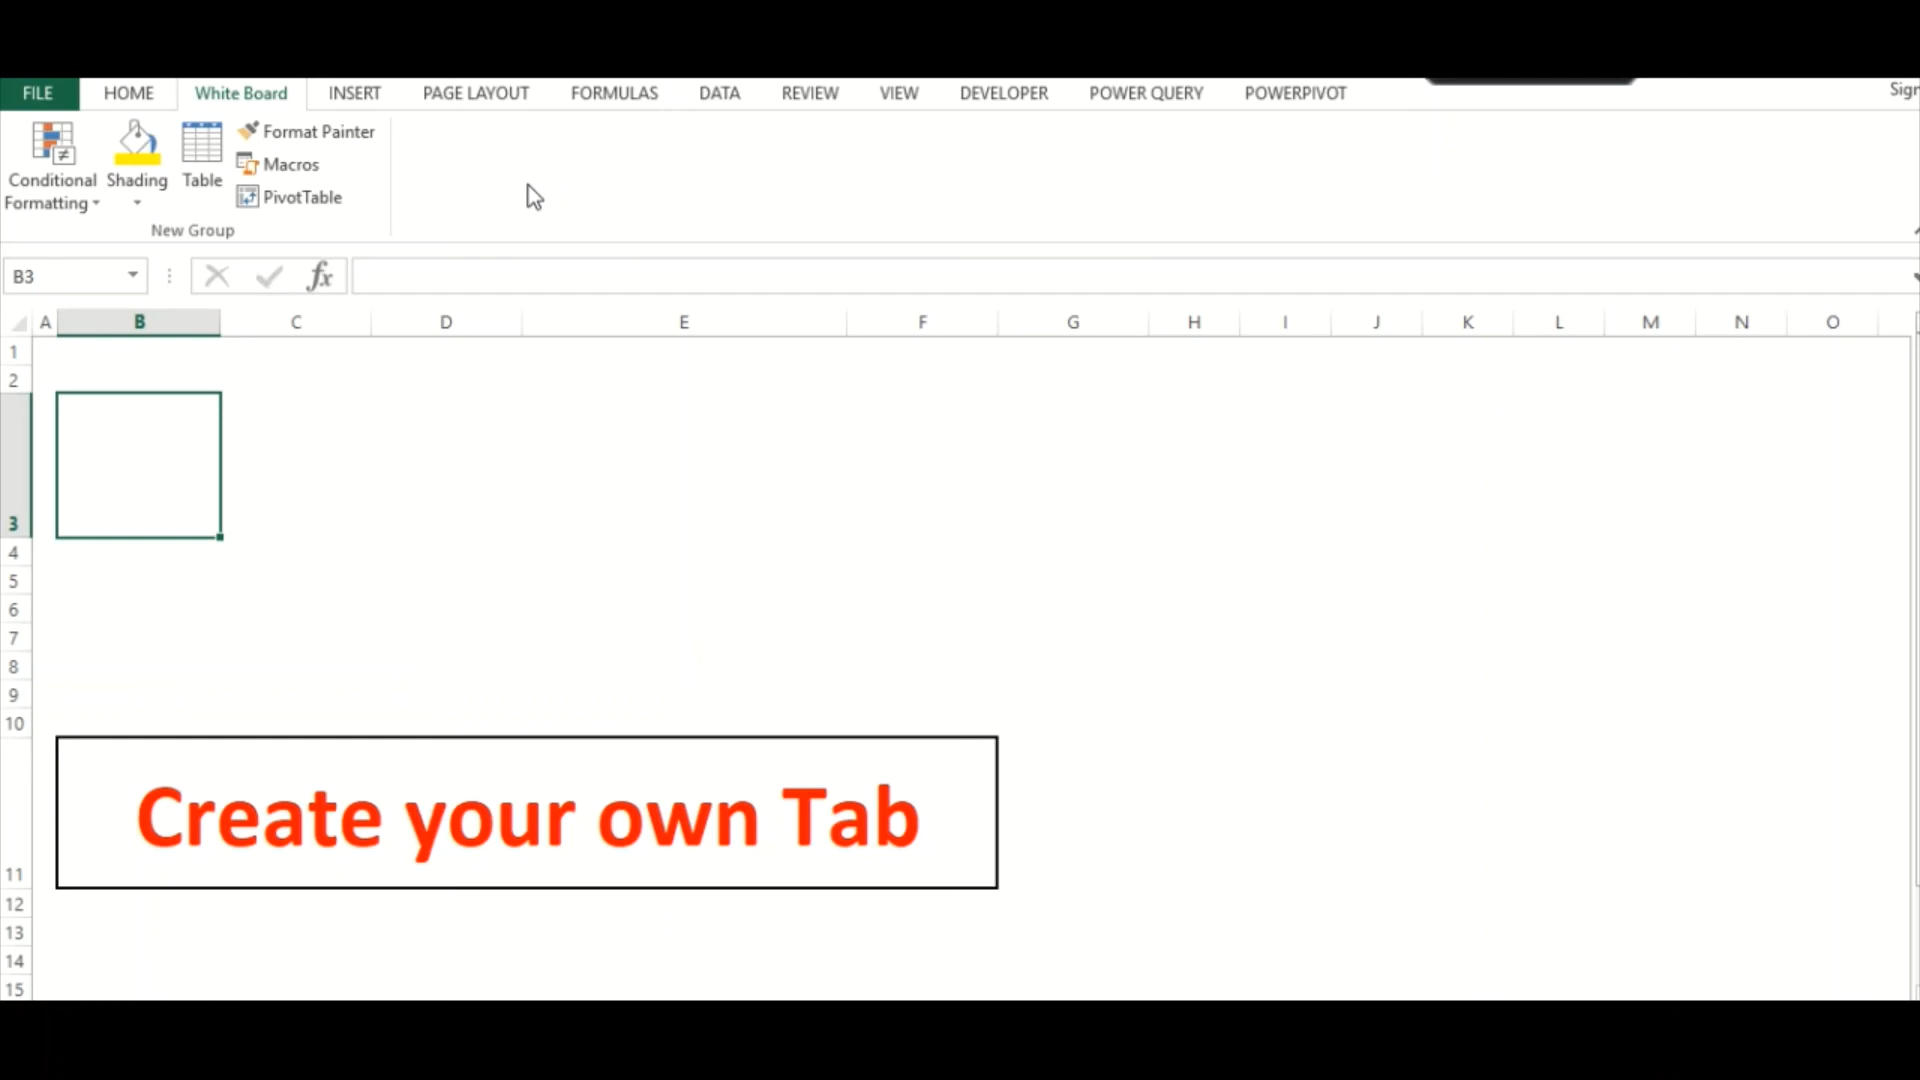 FILE HOME White Board INSERT PAGE LAYOUT FORMULAS DATA REVIEW VIEW DEVELOPER POWER QUERY POWERPIVOT
Conditional Formatting
Shading
Table
Format Painter
Macros
PivotTable
New Group
B3
fx
A B C D E F G H I J K L M N O
1
2
3
4
5
6
7
8
9
10
Create your own Tab
11
12
13
14
15